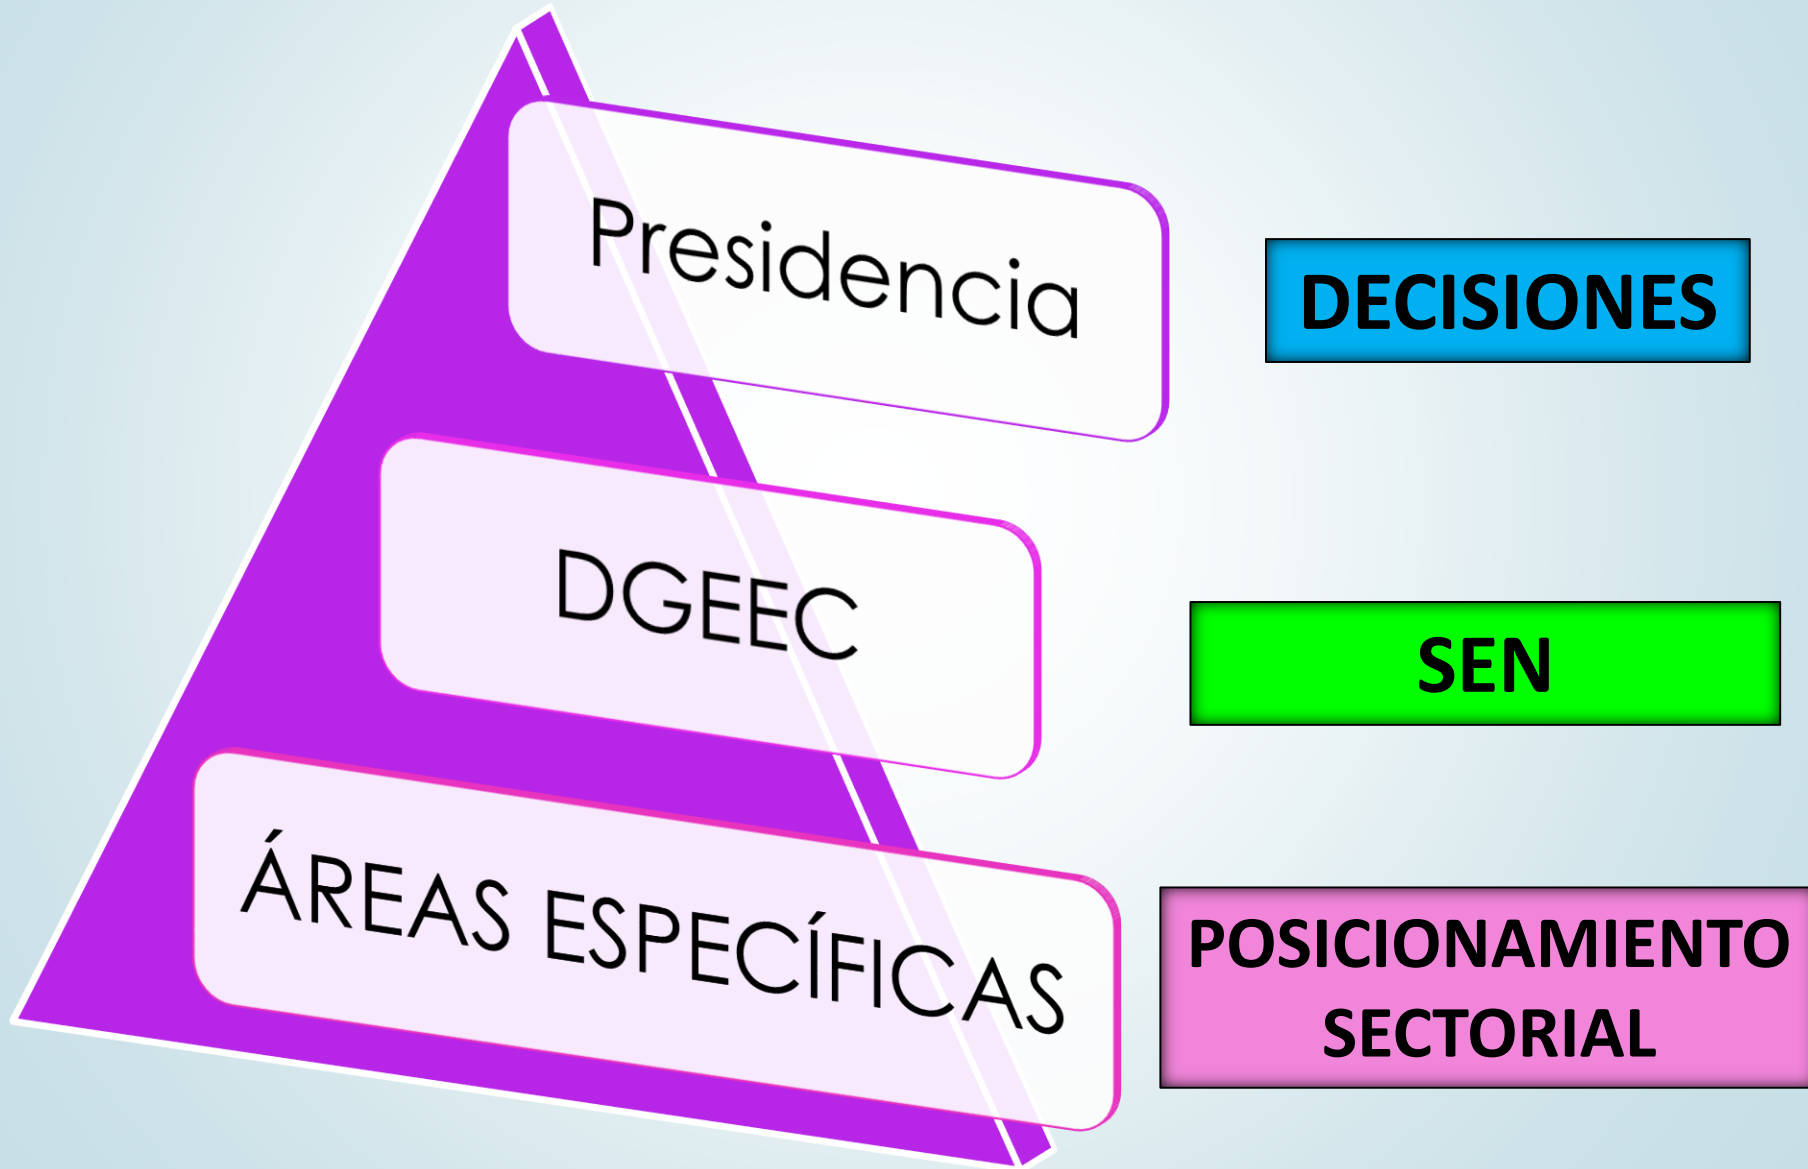 Presidencia
DECISIONES
DGEEC
SEN
ÁREAS ESPECÍFICAS
POSICIONAMIENTO
SECTORIAL